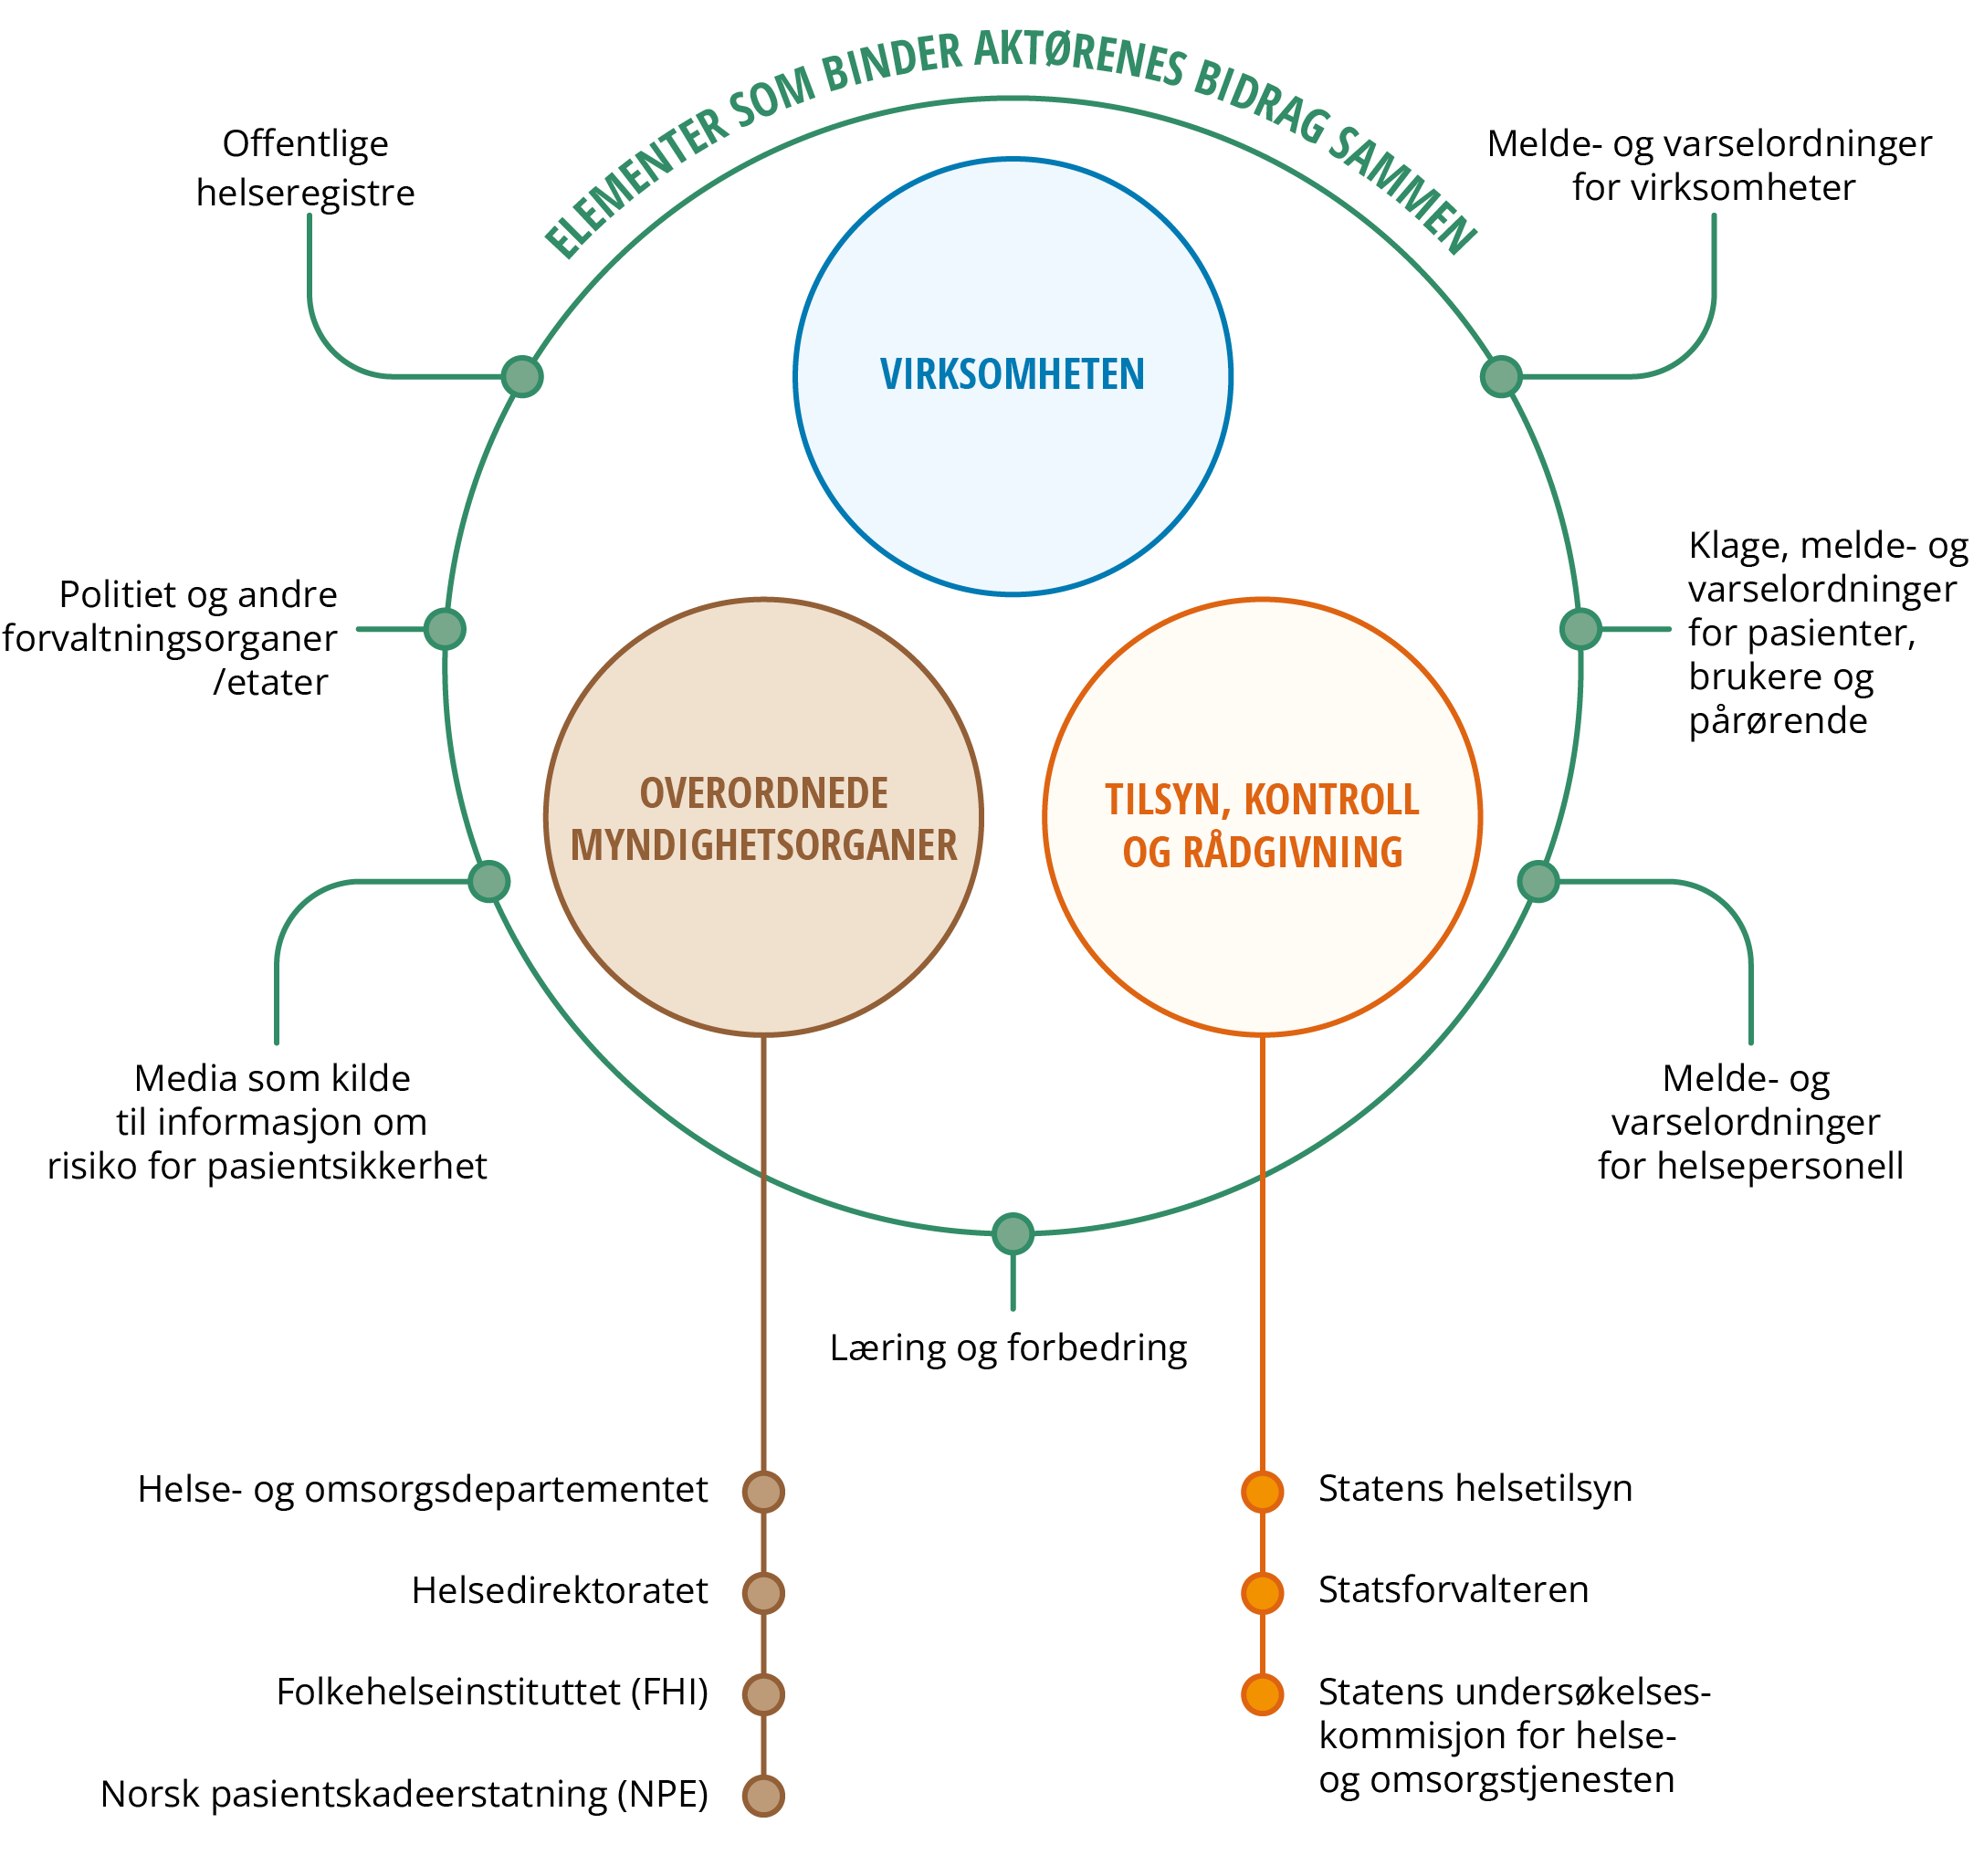 ELEMENTER SOM BINDER AKTØRENES BIDRAG SAMMEN
Offentlige
helseregistre
Melde- og varselordninger
for virksomheter
VIRKSOMHETEN
Politiet og andre
forvaltningsorganer
/etater
Klage, melde- og
varselordninger
for pasienter,
brukere og
pårørende
OVERORDNEDE
MYNDIGHETSORGANER
TILSYN, KONTROLL
OG RÅDGIVNING
Media som kilde
til informasjon om
risiko for pasientsikkerhet
Melde- og
varselordninger
for helsepersonell
Læring og forbedring
Helse- og omsorgsdepartementet
Helsedirektoratet
Folkehelseinstituttet (FHI)
Norsk pasientskadeerstatning (NPE)
Statens helsetilsyn
Statsforvalteren
Statens undersøkelses-
kommisjon for helse-
og omsorgstjenesten